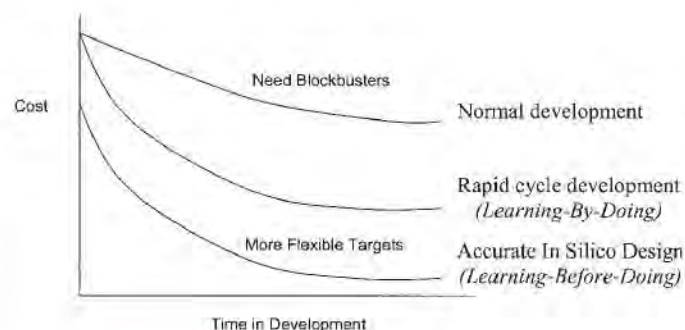 Need Blockbusters
Cost
Normal development
Rapid cycle development
(Learning-By-Doing)
More Flexible Targets
Accurate In Silico Design
(Learning-Before-Doing)
Time in Development